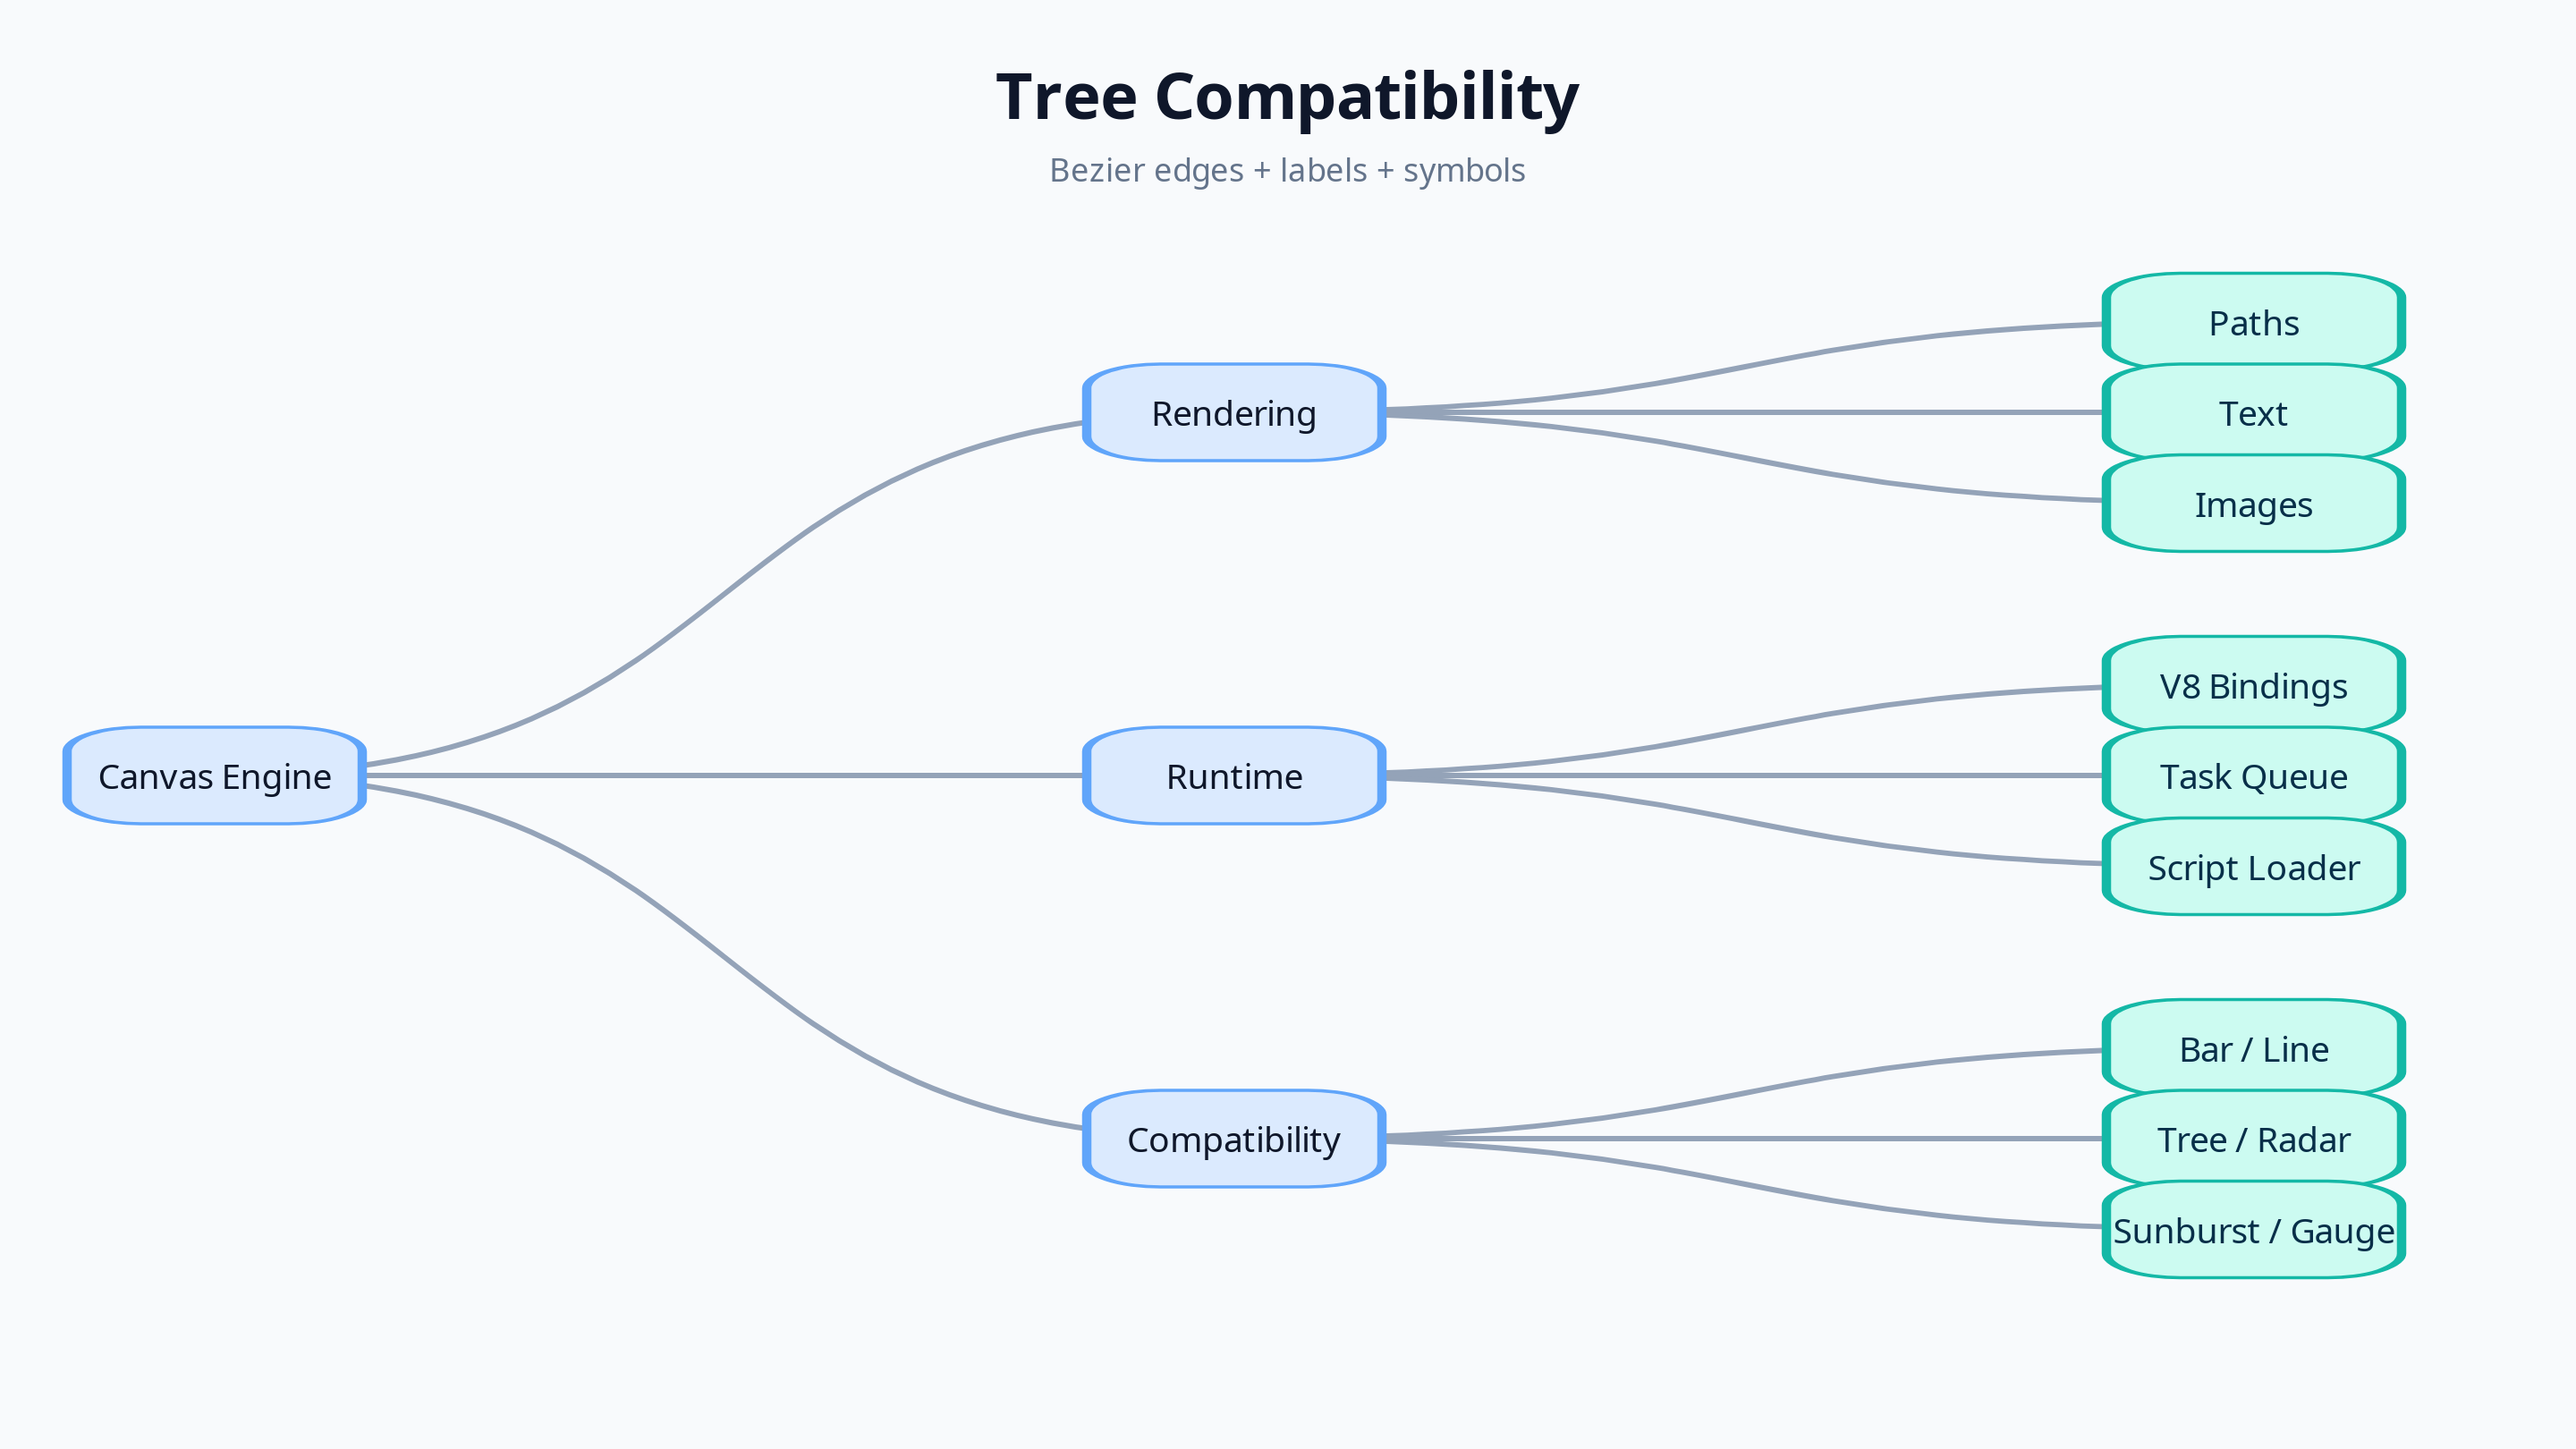 Tree Compatibility
Bezier edges + labels + symbols
Canvas Engine
Rendering
Paths
Text
Images
Runtime
V8 Bindings
Task Queue
Script Loader
Compatibility
Bar / Line
Tree / Radar
Sunburst / Gauge